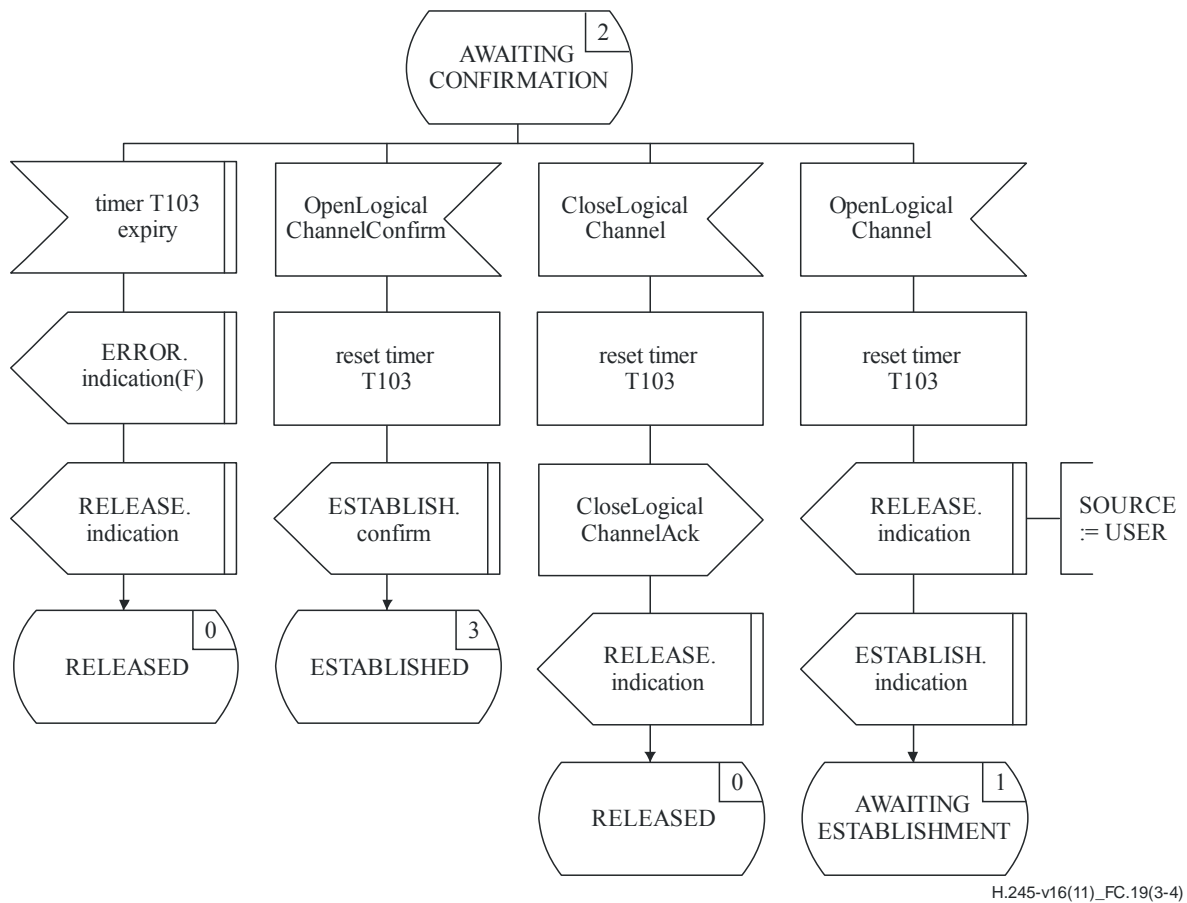 2
AWAITING
CONFIRMATION
timer T103
expiry
OpenLogical
ChannelConfirm
CloseLogical
Channel
OpenLogical
Channel
ERROR.
indication(F)
reset timer
T103
reset timer
T103
reset timer
T103
RELEASE.
indication
ESTABLISH.
confirm
CloseLogical
ChannelAck
RELEASE.
indication
SOURCE
:= USER
0
RELEASED
3
ESTABLISHED
RELEASE.
indication
ESTABLISH.
indication
0
RELEASED
1
AWAITING
ESTABLISHMENT
H.245-v16(11)_FC.19(3-4)